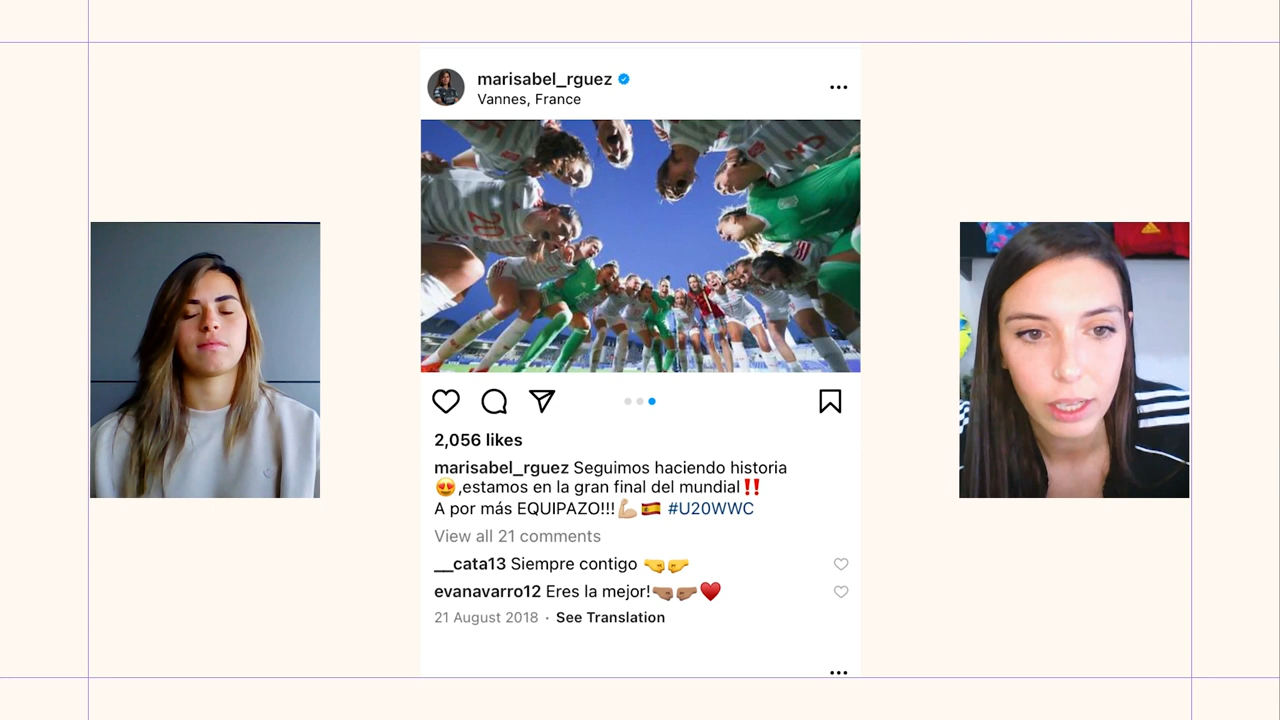 marisabel_rguez
Vannes, France
2,056 likes
marisabel_rguez Seguimos haciendo historia
😍,estamos en la gran final del mundial‼️
A por más EQUIPAZO!!!💪🏼🇪🇸 #U20WWC
View all 21 comments
__cata13 Siempre contigo 🤜🤛
evanavarro12 Eres la mejor!🤜🏽🤛🏽♥️
21 August 2018 · See Translation